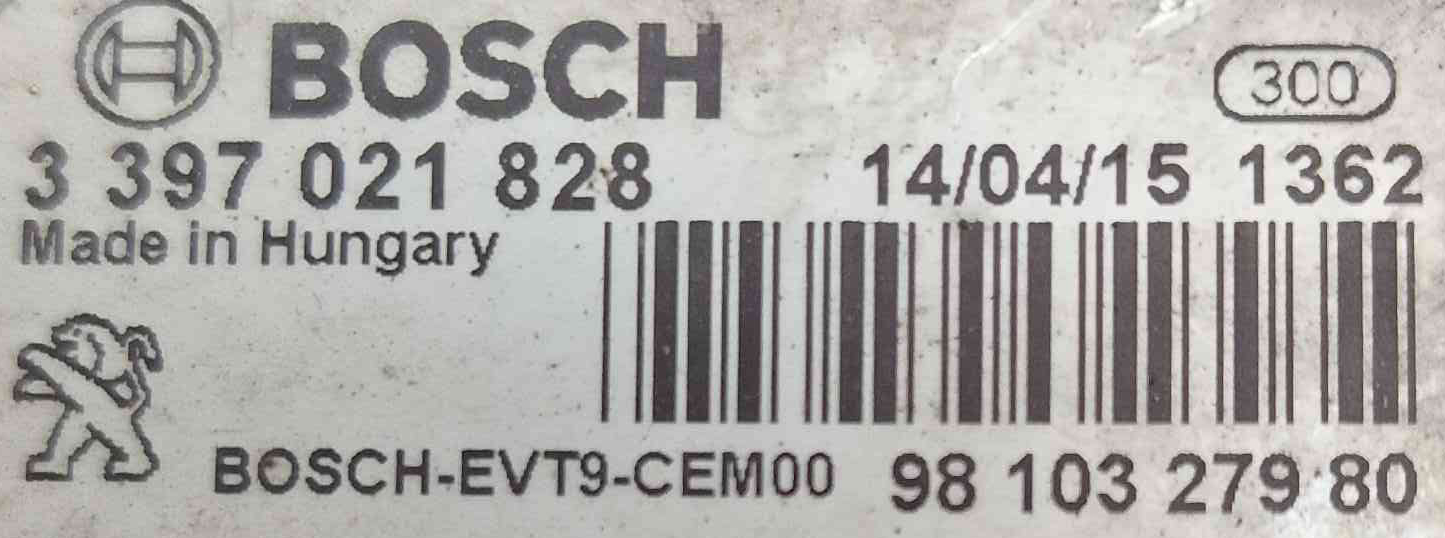 BOSCH 300
3 397 021 828 14/04/15 1362
Made in Hungary
BOSCH-EVT9-CEM00 98 103 279 80